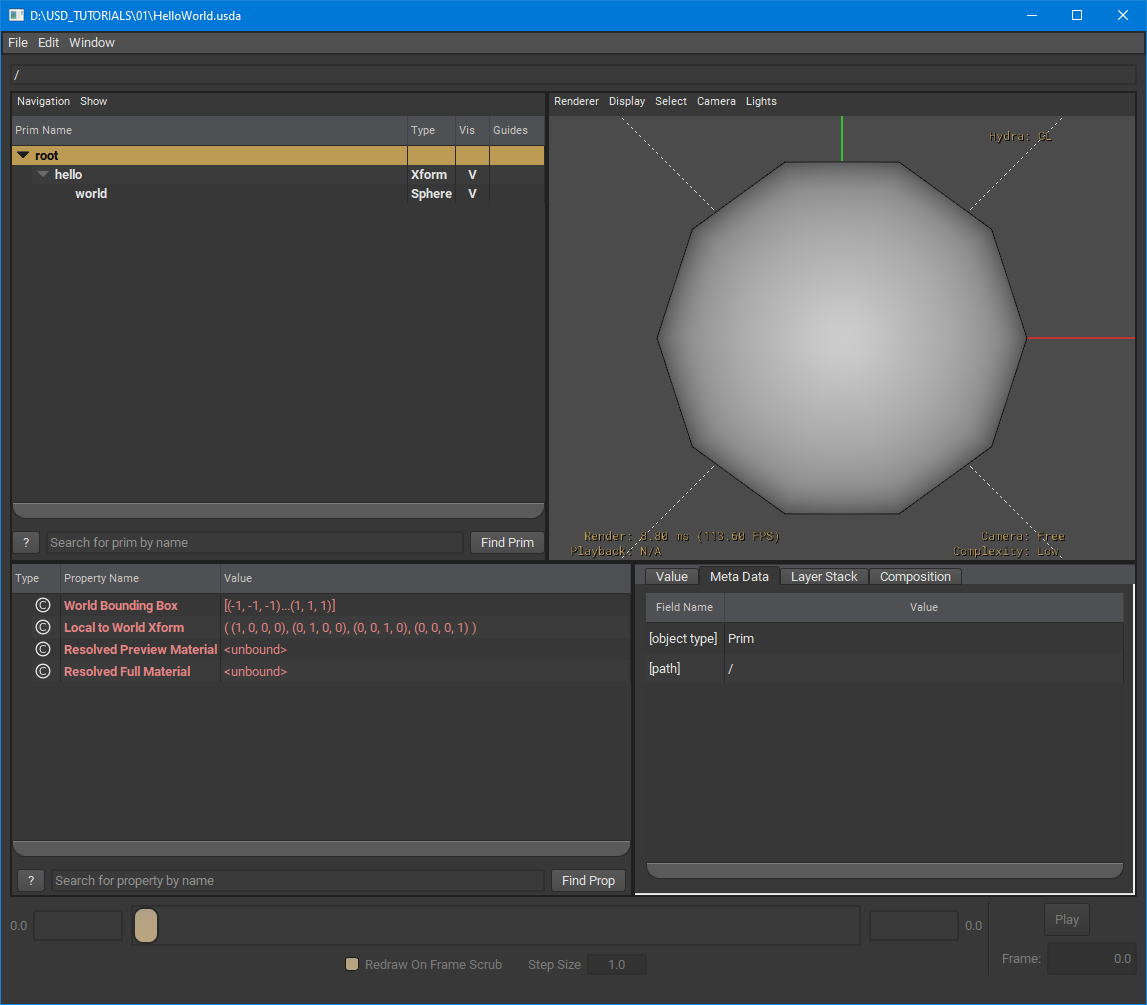 D:\USD_TUTORIALS\01\HelloWorld.usda
File Edit Window
/
Navigation Show
Prim Name Type Vis Guides
root
hello Xform V
world Sphere V
? Search for prim by name Find Prim
Renderer Display Select Camera Lights
Hydra: GL
Render: 8.80 ms (113.60 FPS)
Playback: N/A
Camera: Free
Complexity: Low
Type Property Name Value
© World Bounding Box [(-1, -1, -1)...(1, 1, 1)]
© Local to World Xform ( (1, 0, 0, 0), (0, 1, 0, 0), (0, 0, 1, 0), (0, 0, 0, 1) )
© Resolved Preview Material <unbound>
© Resolved Full Material <unbound>
? Search for property by name Find Prop
Value Meta Data Layer Stack Composition
Field Name Value
[object type] Prim
[path] /
0.0 0.0 Play
Redraw On Frame Scrub Step Size 1.0 Frame: 0.0